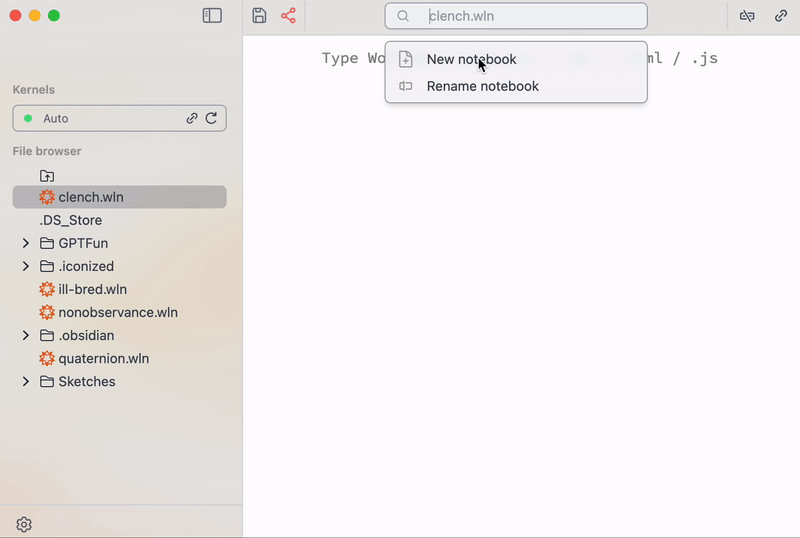 clench.wln
New notebook
Rename notebook
Type Wo ml / .js
Kernels
Auto
File browser
clench.wln
.DS_Store
GPTFun
.iconized
ill-bred.wln
nonobservance.wln
.obsidian
quaternion.wln
Sketches